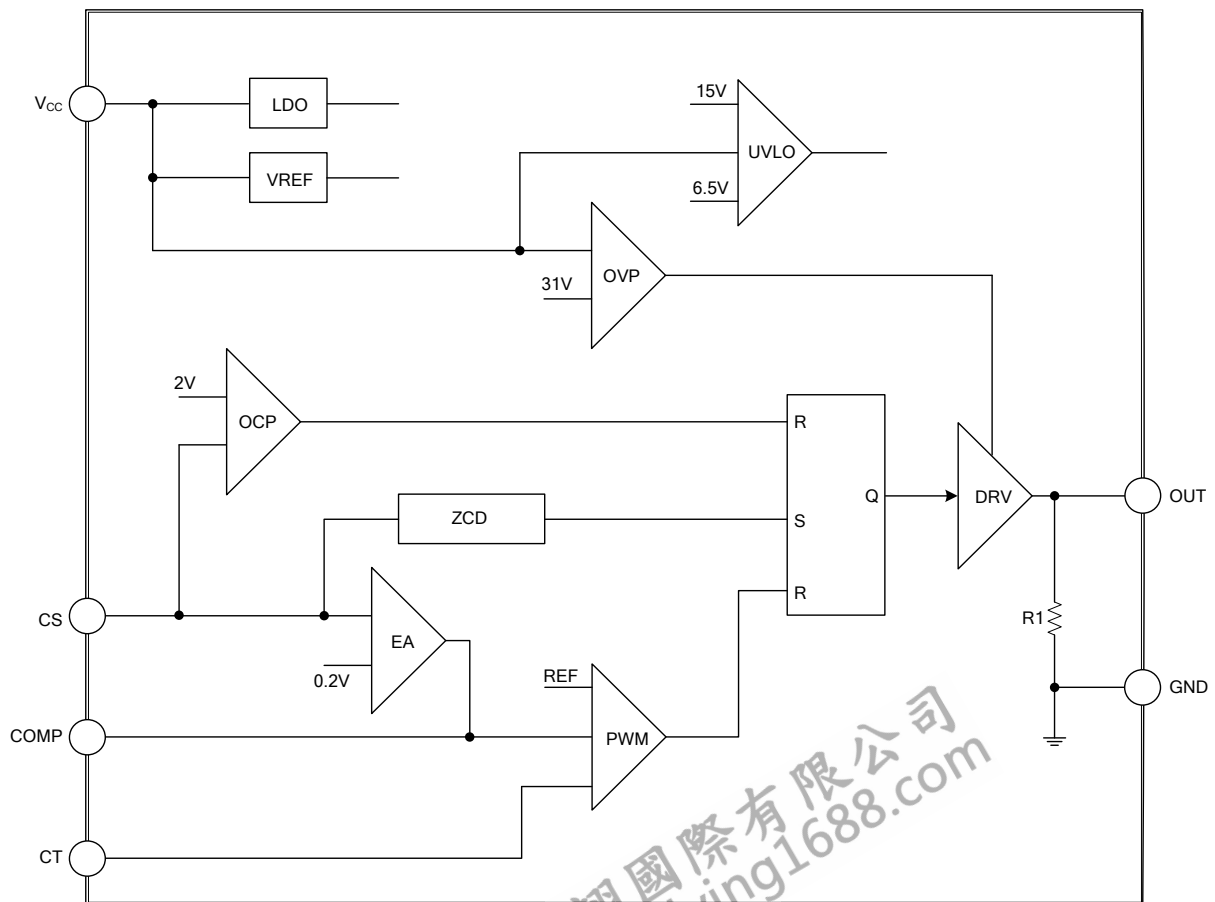 VCC
LDO
VREF
15V
UVLO
6.5V
OVP
31V
2V
OCP
R
ZCD
S
Q
DRV
OUT
CS
EA
0.2V
R
R1
REF
GND
COMP
PWM
CT
國際有限公司
ing1688.com